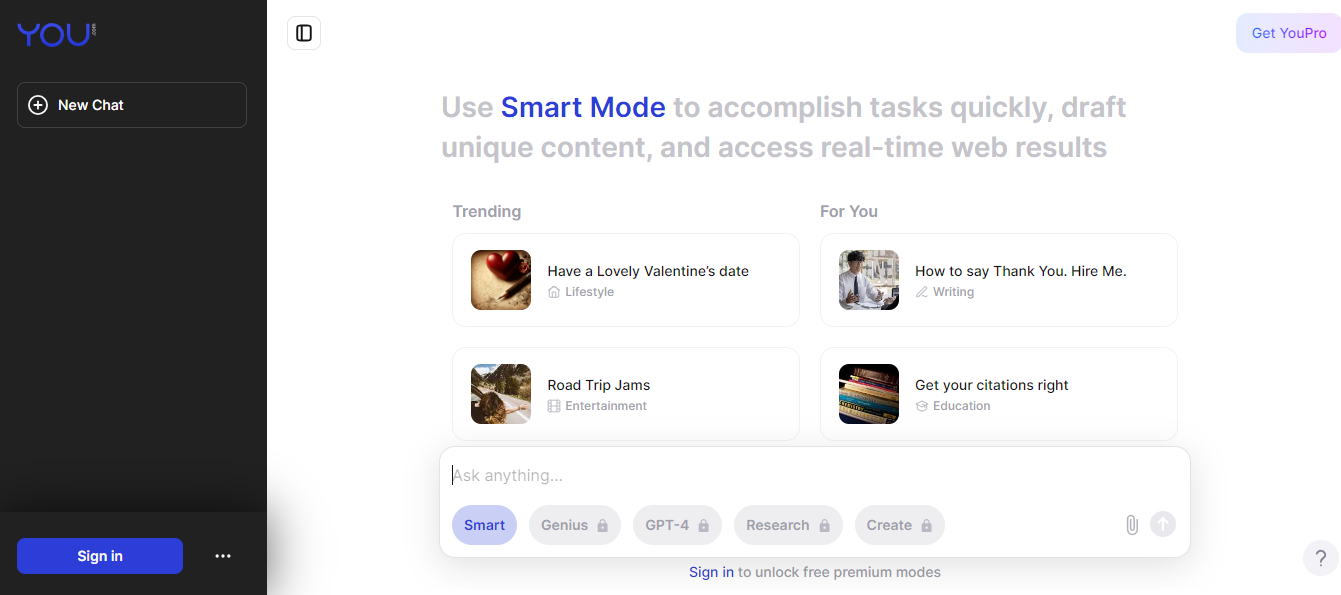 YOU.com
New Chat
Get YouPro
Use Smart Mode to accomplish tasks quickly, draft
unique content, and access real-time web results
Trending
For You
Have a Lovely Valentine’s date
Lifestyle
How to say Thank You. Hire Me.
Writing
Road Trip Jams
Entertainment
Get your citations right
Education
Ask anything...
Smart
Genius
GPT-4
Research
Create
Sign in
...
Sign in to unlock free premium modes
?